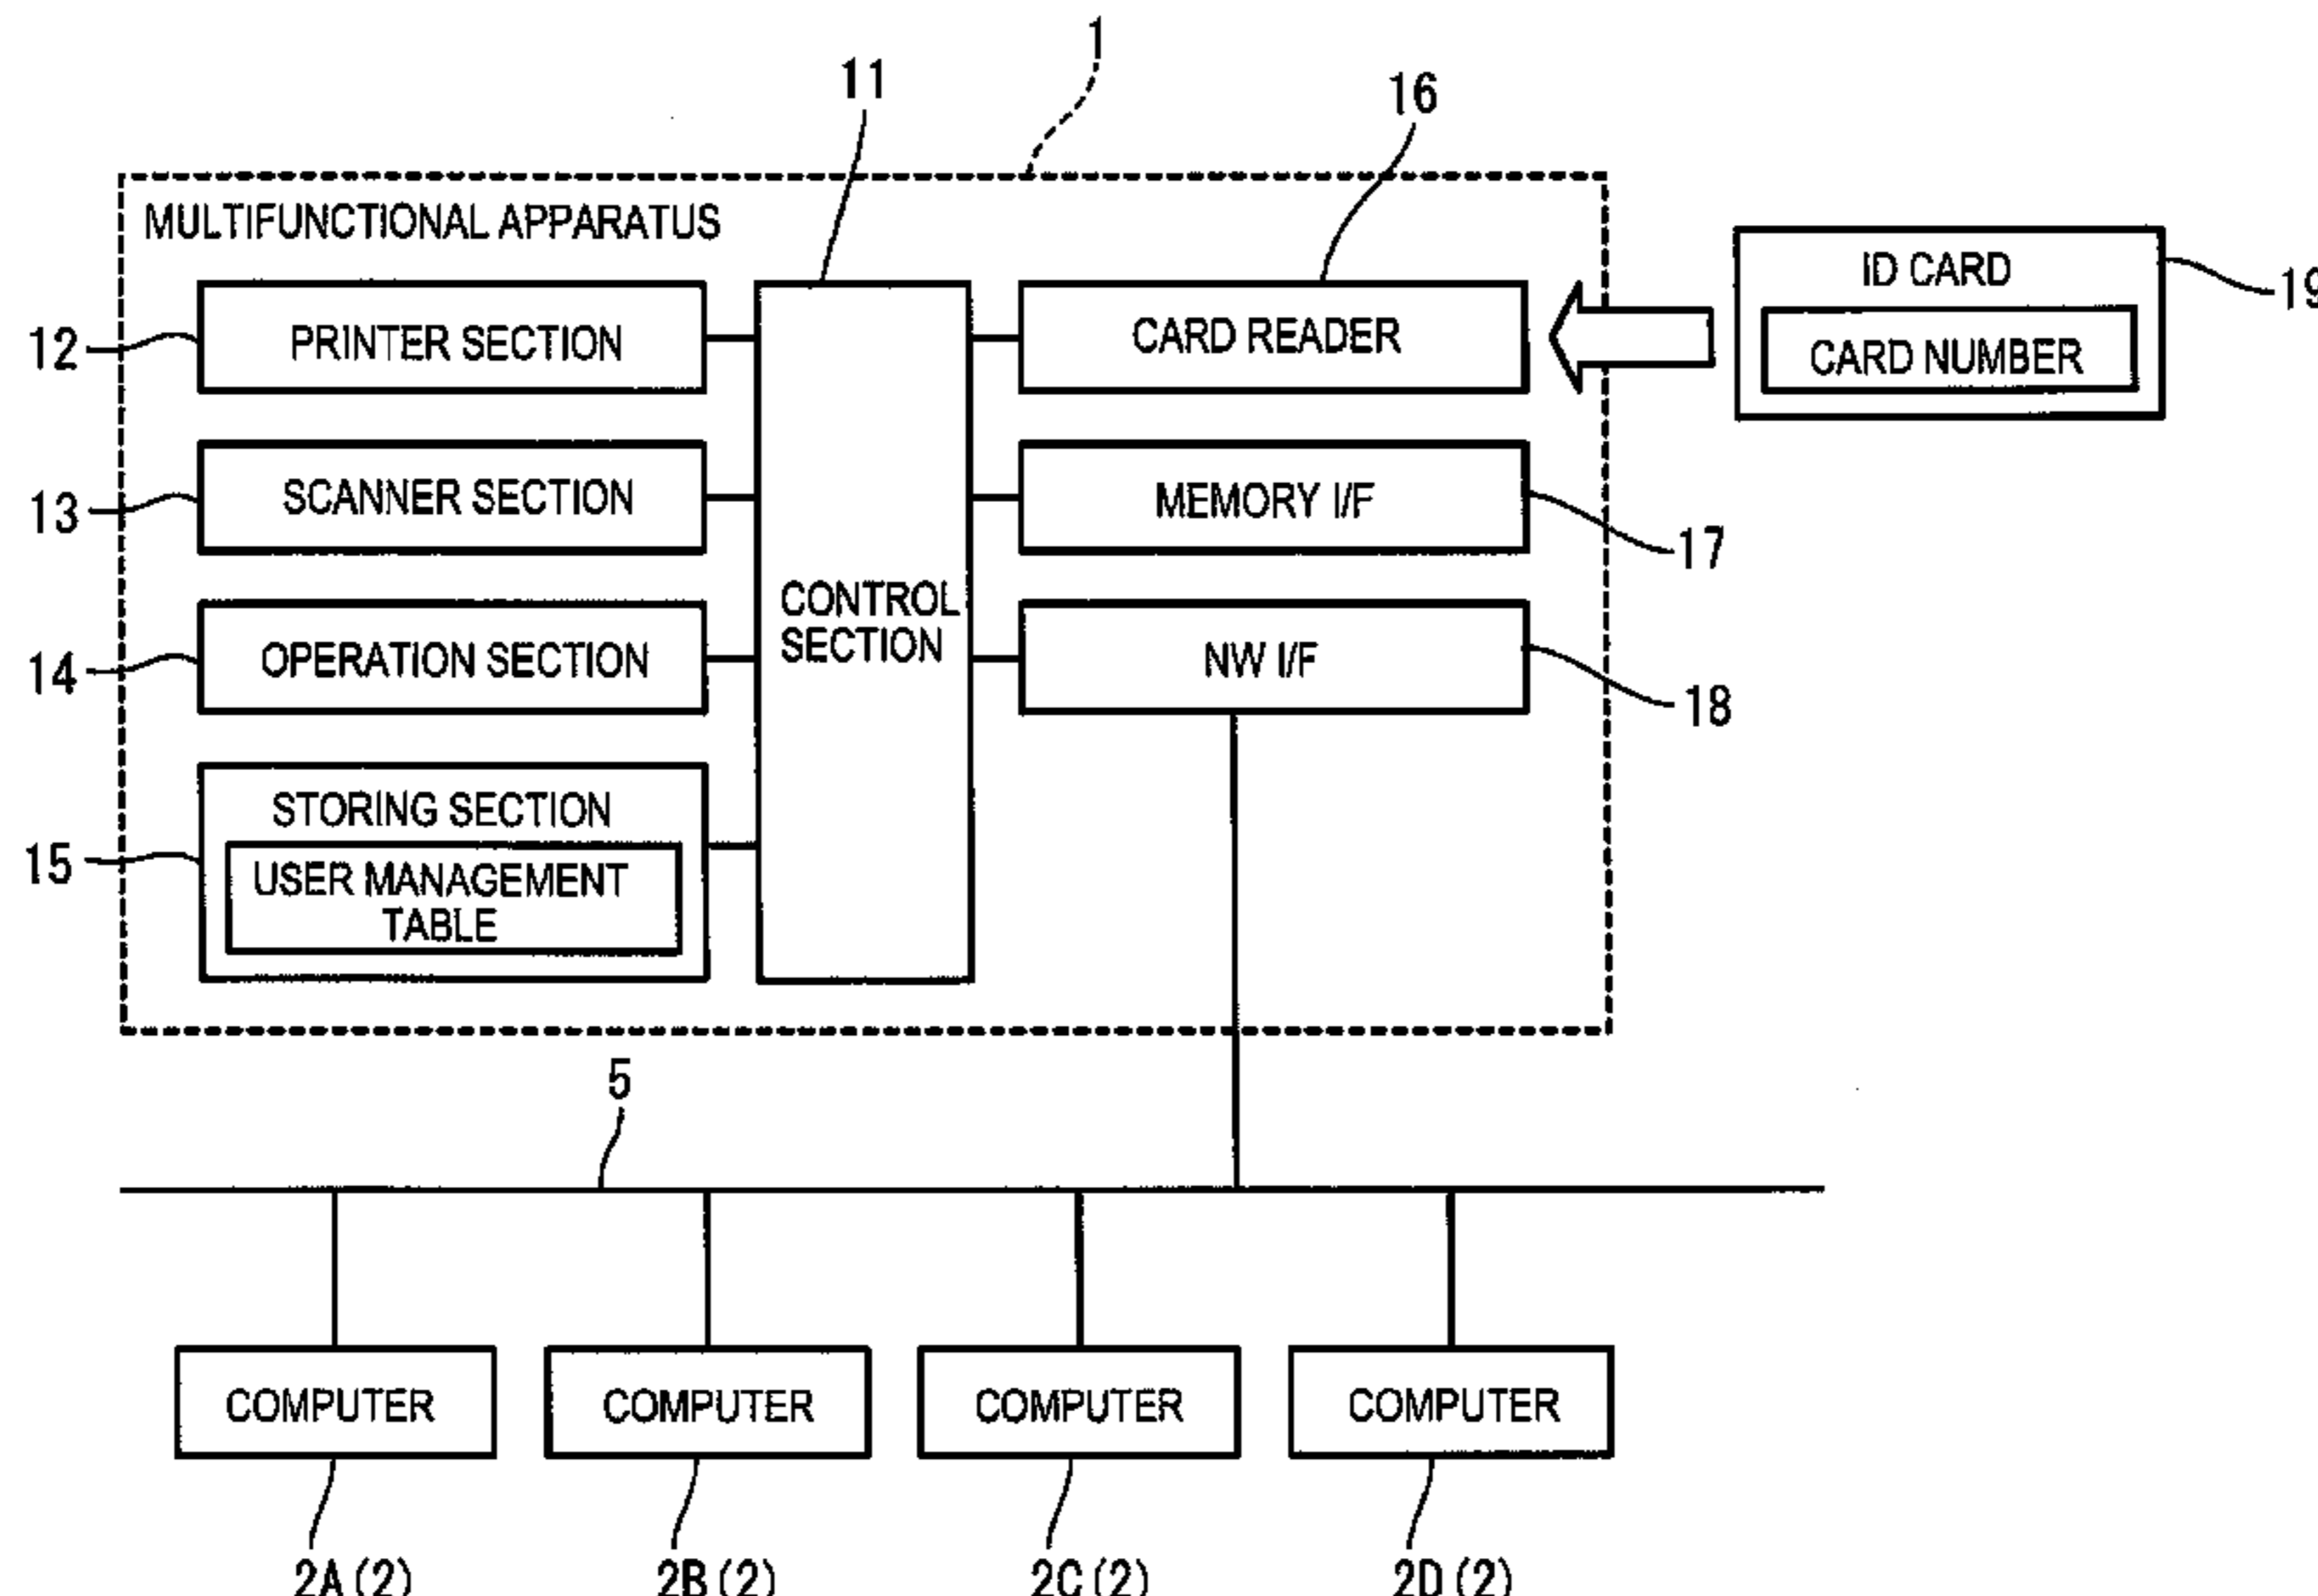 1
11
16
MULTIFUNCTIONAL APPARATUS
ID CARD
19
12
PRINTER SECTION
CARD READER
CARD NUMBER
13
SCANNER SECTION
MEMORY I/F
17
CONTROL
SECTION
14
OPERATION SECTION
NW I/F
18
STORING SECTION
15
USER MANAGEMENT
TABLE
5
COMPUTER
COMPUTER
COMPUTER
COMPUTER
2A(2)
2B(2)
2C(2)
2D(2)